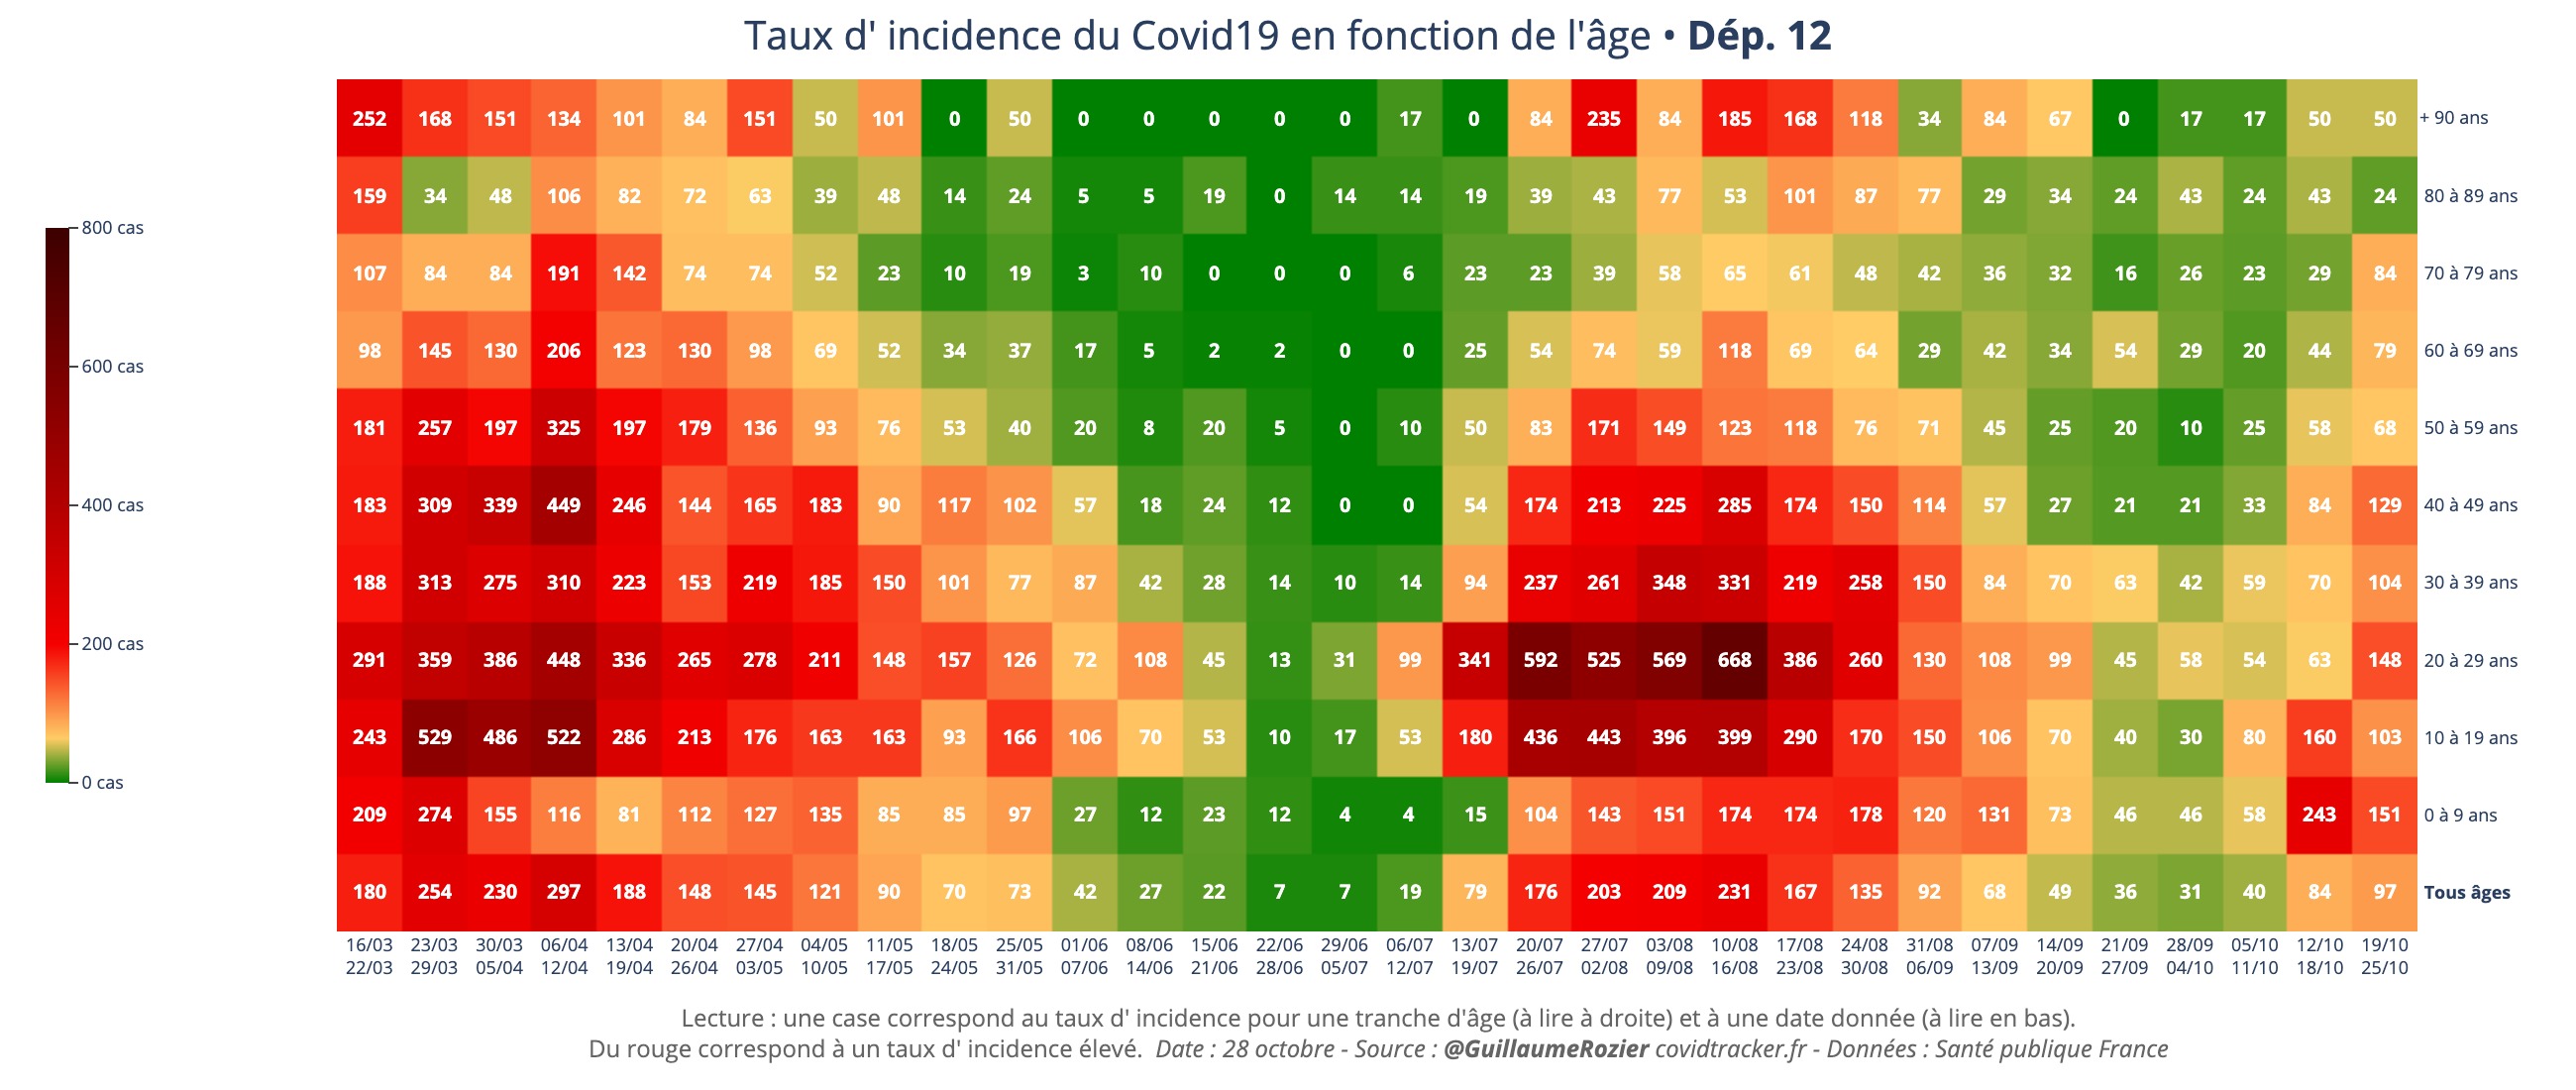 Taux d' incidence du Covid19 en fonction de l'âge • Dép. 12
800 cas
600 cas
400 cas
200 cas
0 cas
252 168 151 134 101 84 151 50 101 0 50 0 0 0 0 0 17 0 84 235 84 185 168 118 34 84 67 0 17 17 50 50 + 90 ans
159 34 48 106 82 72 63 39 48 14 24 5 5 19 0 14 14 19 39 43 77 53 101 87 77 29 34 24 43 24 43 24 80 à 89 ans
107 84 84 191 142 74 74 52 23 10 19 3 10 0 0 0 6 23 23 39 58 65 61 48 42 36 32 16 26 23 29 84 70 à 79 ans
98 145 130 206 123 130 98 69 52 34 37 17 5 2 2 0 0 25 54 74 59 118 69 64 29 42 34 54 29 20 44 79 60 à 69 ans
181 257 197 325 197 179 136 93 76 53 40 20 8 20 5 0 10 50 83 171 149 123 118 76 71 45 25 20 10 25 58 68 50 à 59 ans
183 309 339 449 246 144 165 183 90 117 102 57 18 24 12 0 0 54 174 213 225 285 174 150 114 57 27 21 21 33 84 129 40 à 49 ans
188 313 275 310 223 153 219 185 150 101 77 87 42 28 14 10 14 94 237 261 348 331 219 258 150 84 70 63 42 59 70 104 30 à 39 ans
291 359 386 448 336 265 278 211 148 157 126 72 108 45 13 31 99 341 592 525 569 668 386 260 130 108 99 45 58 54 63 148 20 à 29 ans
243 529 486 522 286 213 176 163 163 93 166 106 70 53 10 17 53 180 436 443 396 399 290 170 150 106 70 40 30 80 160 103 10 à 19 ans
209 274 155 116 81 112 127 135 85 85 97 27 12 23 12 4 4 15 104 143 151 174 174 178 120 131 73 46 46 58 243 151 0 à 9 ans
180 254 230 297 188 148 145 121 90 70 73 42 27 22 7 7 19 79 176 203 209 231 167 135 92 68 49 36 31 40 84 97 Tous âges
16/03 23/03 30/03 06/04 13/04 20/04 27/04 04/05 11/05 18/05 25/05 01/06 08/06 15/06 22/06 29/06 06/07 13/07 20/07 27/07 03/08 10/08 17/08 24/08 31/08 07/09 14/09 21/09 28/09 05/10 12/10 19/10
22/03 29/03 05/04 12/04 19/04 26/04 03/05 10/05 17/05 24/05 31/05 07/06 14/06 21/06 28/06 05/07 12/07 19/07 26/07 02/08 09/08 16/08 23/08 30/08 06/09 13/09 20/09 27/09 04/10 11/10 18/10 25/10
Lecture : une case correspond au taux d' incidence pour une tranche d'âge (à lire à droite) et à une date donnée (à lire en bas).
Du rouge correspond à un taux d' incidence élevé. Date : 28 octobre - Source : @GuillaumeRozier covidtracker.fr - Données : Santé publique France